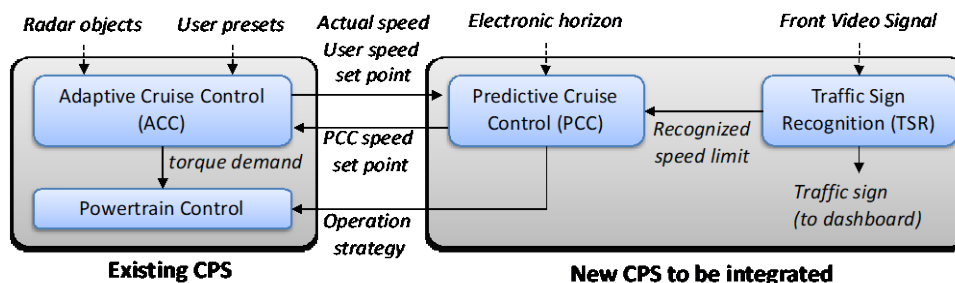 Radar objects
User presets
Actual speed
User speed
set point
Electronic horizon
Front Video Signal
Adaptive Cruise Control
(ACC)
Predictive Cruise
Control (PCC)
Traffic Sign
Recognition (TSR)
PCC speed
set point
Recognized
speed limit
torque demand
Powertrain Control
Operation
strategy
Traffic sign
(to dashboard)
Existing CPS
New CPS to be integrated